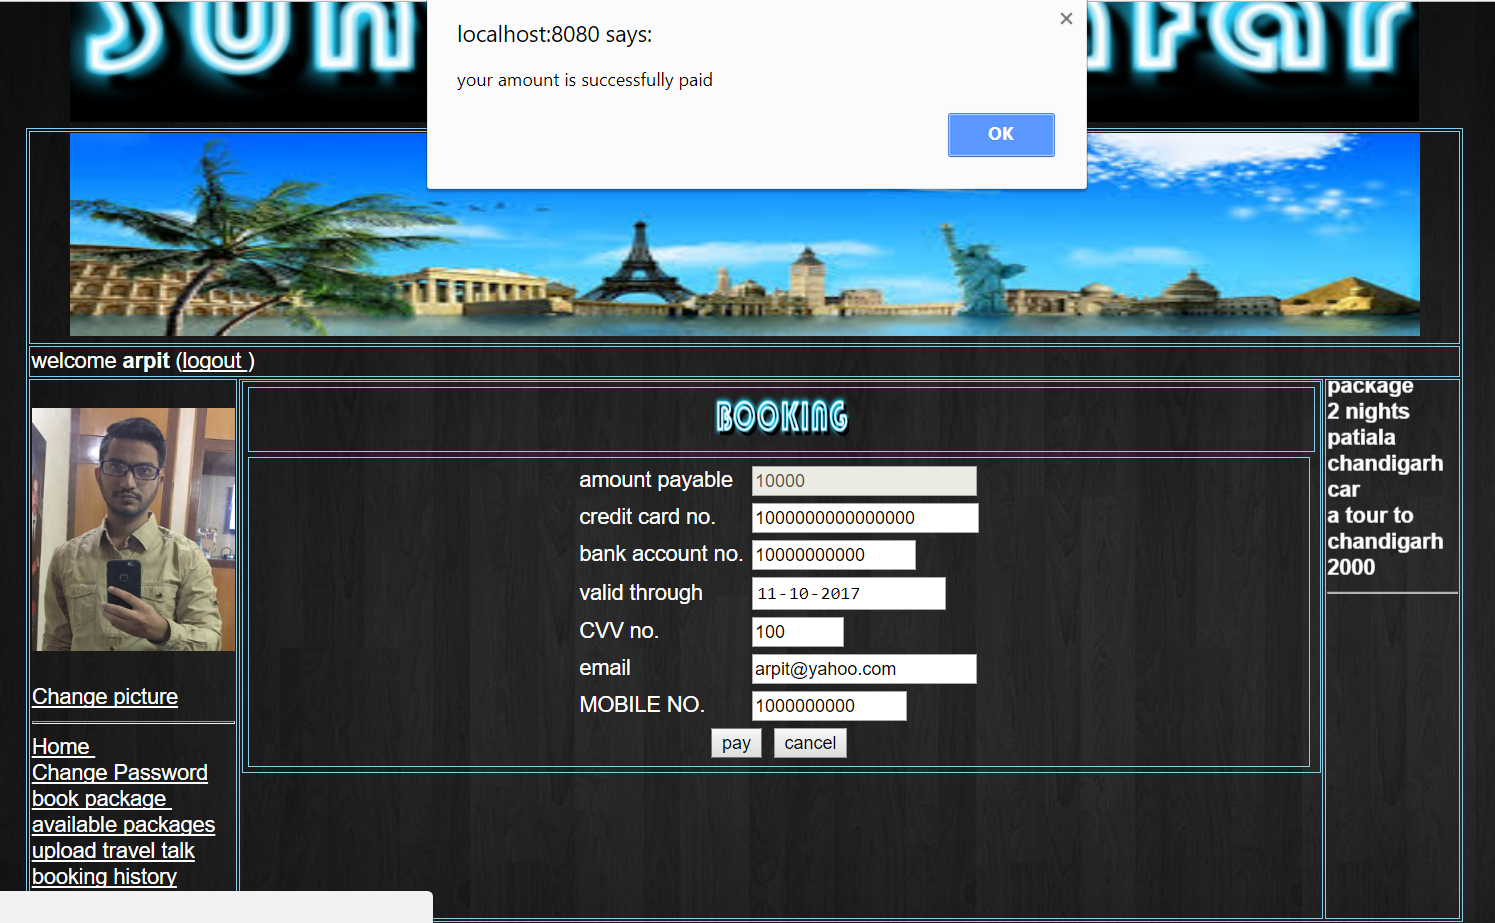 localhost:8080 says:
your amount is successfully paid
OK
welcome arpit (logout )
BOOKING
amount payable 10000
credit card no. 1000000000000000
bank account no. 10000000000
valid through 11-10-2017
CVV no. 100
email arpit@yahoo.com
MOBILE NO. 1000000000
pay cancel
Change picture
Home
Change Password
book package
available packages
upload travel talk
booking history
package
2 nights
patiala
chandigarh
car
a tour to
chandigarh
2000